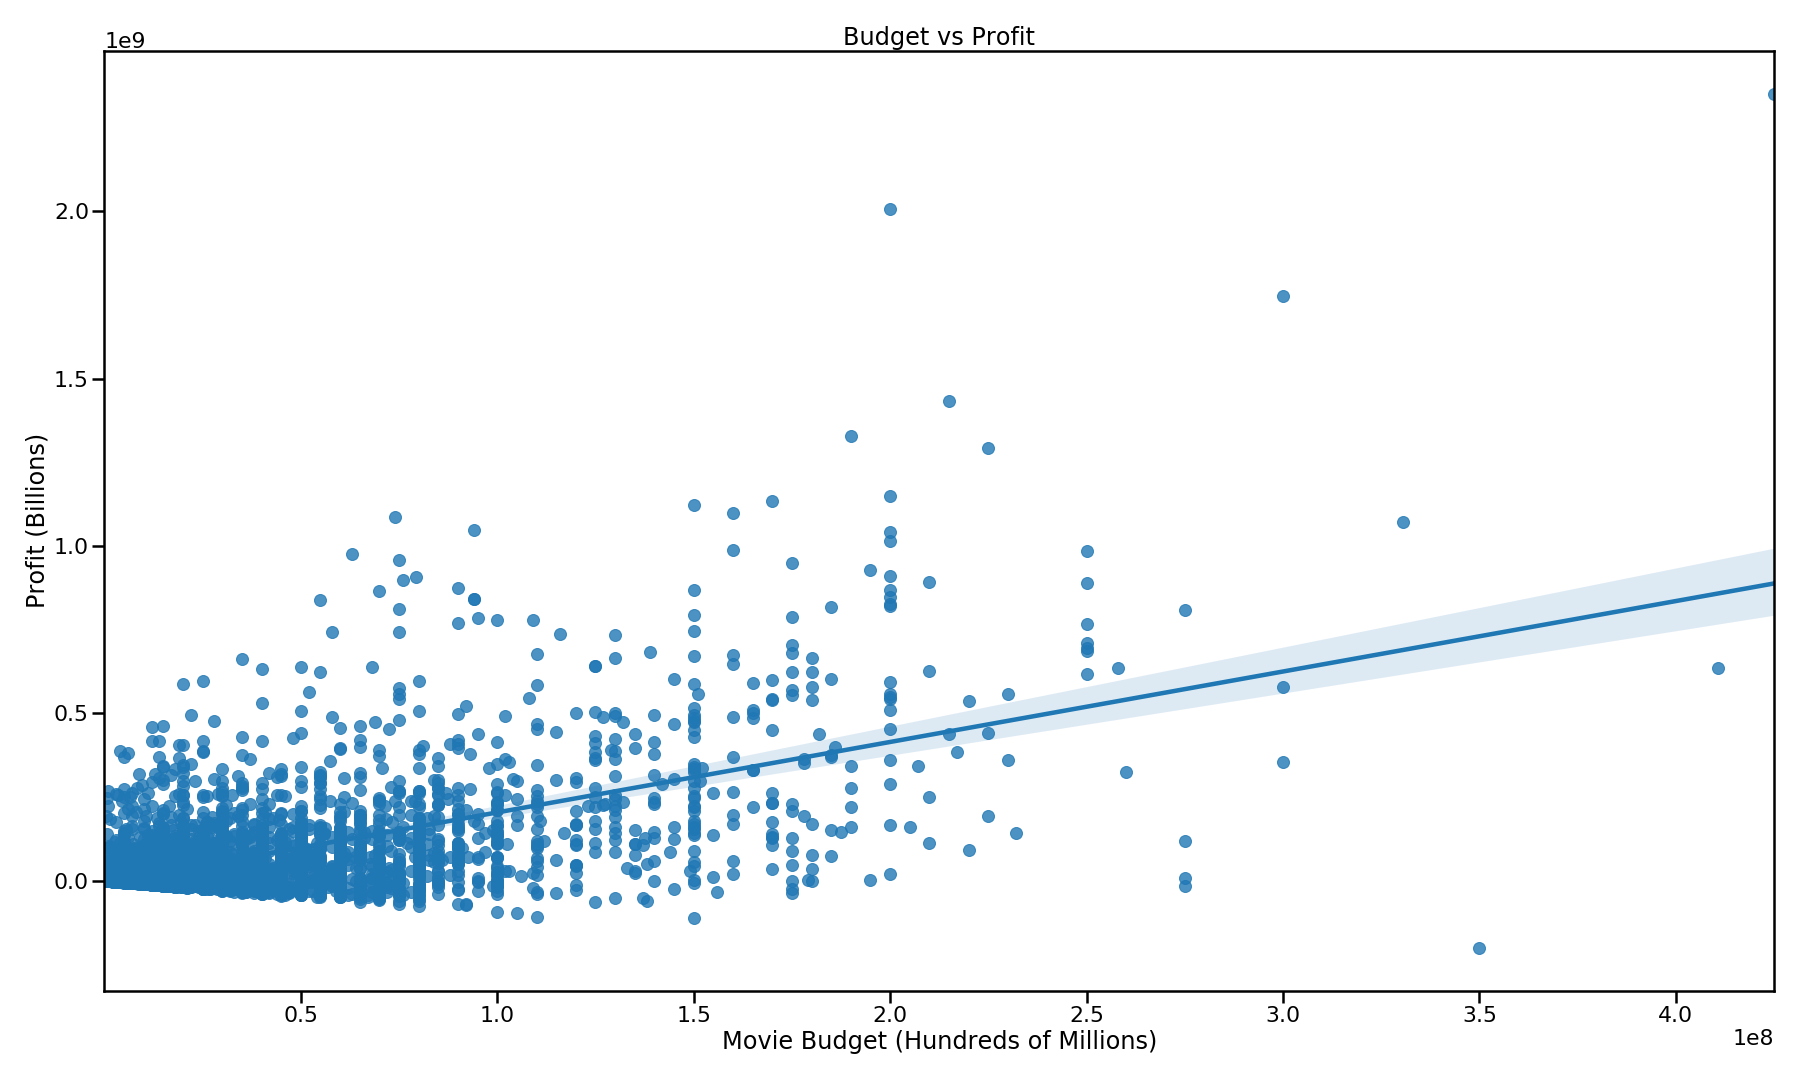 Budget vs Profit
1e9
2.0
1.5
1.0
0.5
0.0
Profit (Billions)
0.5 1.0 1.5 2.0 2.5 3.0 3.5 4.0
1e8
Movie Budget (Hundreds of Millions)